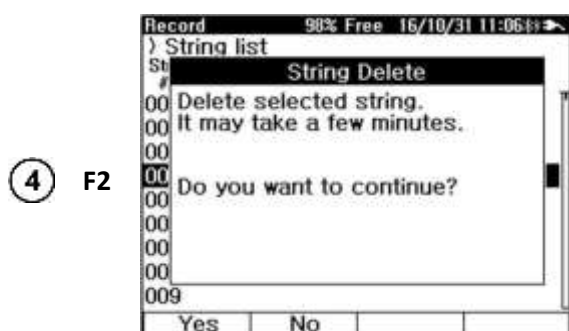 Record 98% Free 16/10/31 11:06
⟩ String list
St
#
String Delete
00 Delete selected string.
00 It may take a few minutes.
00
④ F2
00 Do you want to continue?
00
00
00
00
009
Yes No